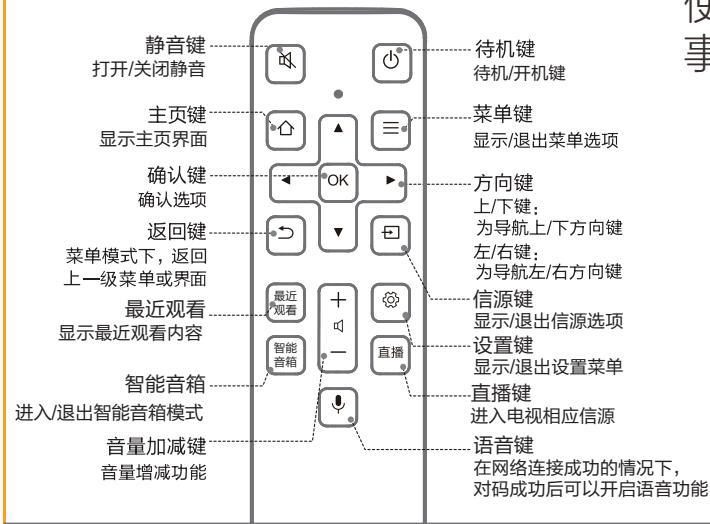 使
事
静音键
打开/关闭静音
主页键
显示主页界面
确认键
确认选项
返回键
菜单模式下，返回
上一级菜单或界面
最近观看
显示最近观看内容
智能音箱
进入/退出智能音箱模式
音量加减键
音量增减功能
OK
最近
观看
智能
音箱
直播
待机键
待机/开机键
菜单键
显示/退出菜单选项
方向键
上/下键：
为导航上/下方向键
左/右键：
为导航左/右方向键
信源键
显示/退出信源选项
设置键
显示/退出设置菜单
直播键
进入电视相应信源
语音键
在网络连接成功的情况下，
对码成功后可以开启语音功能